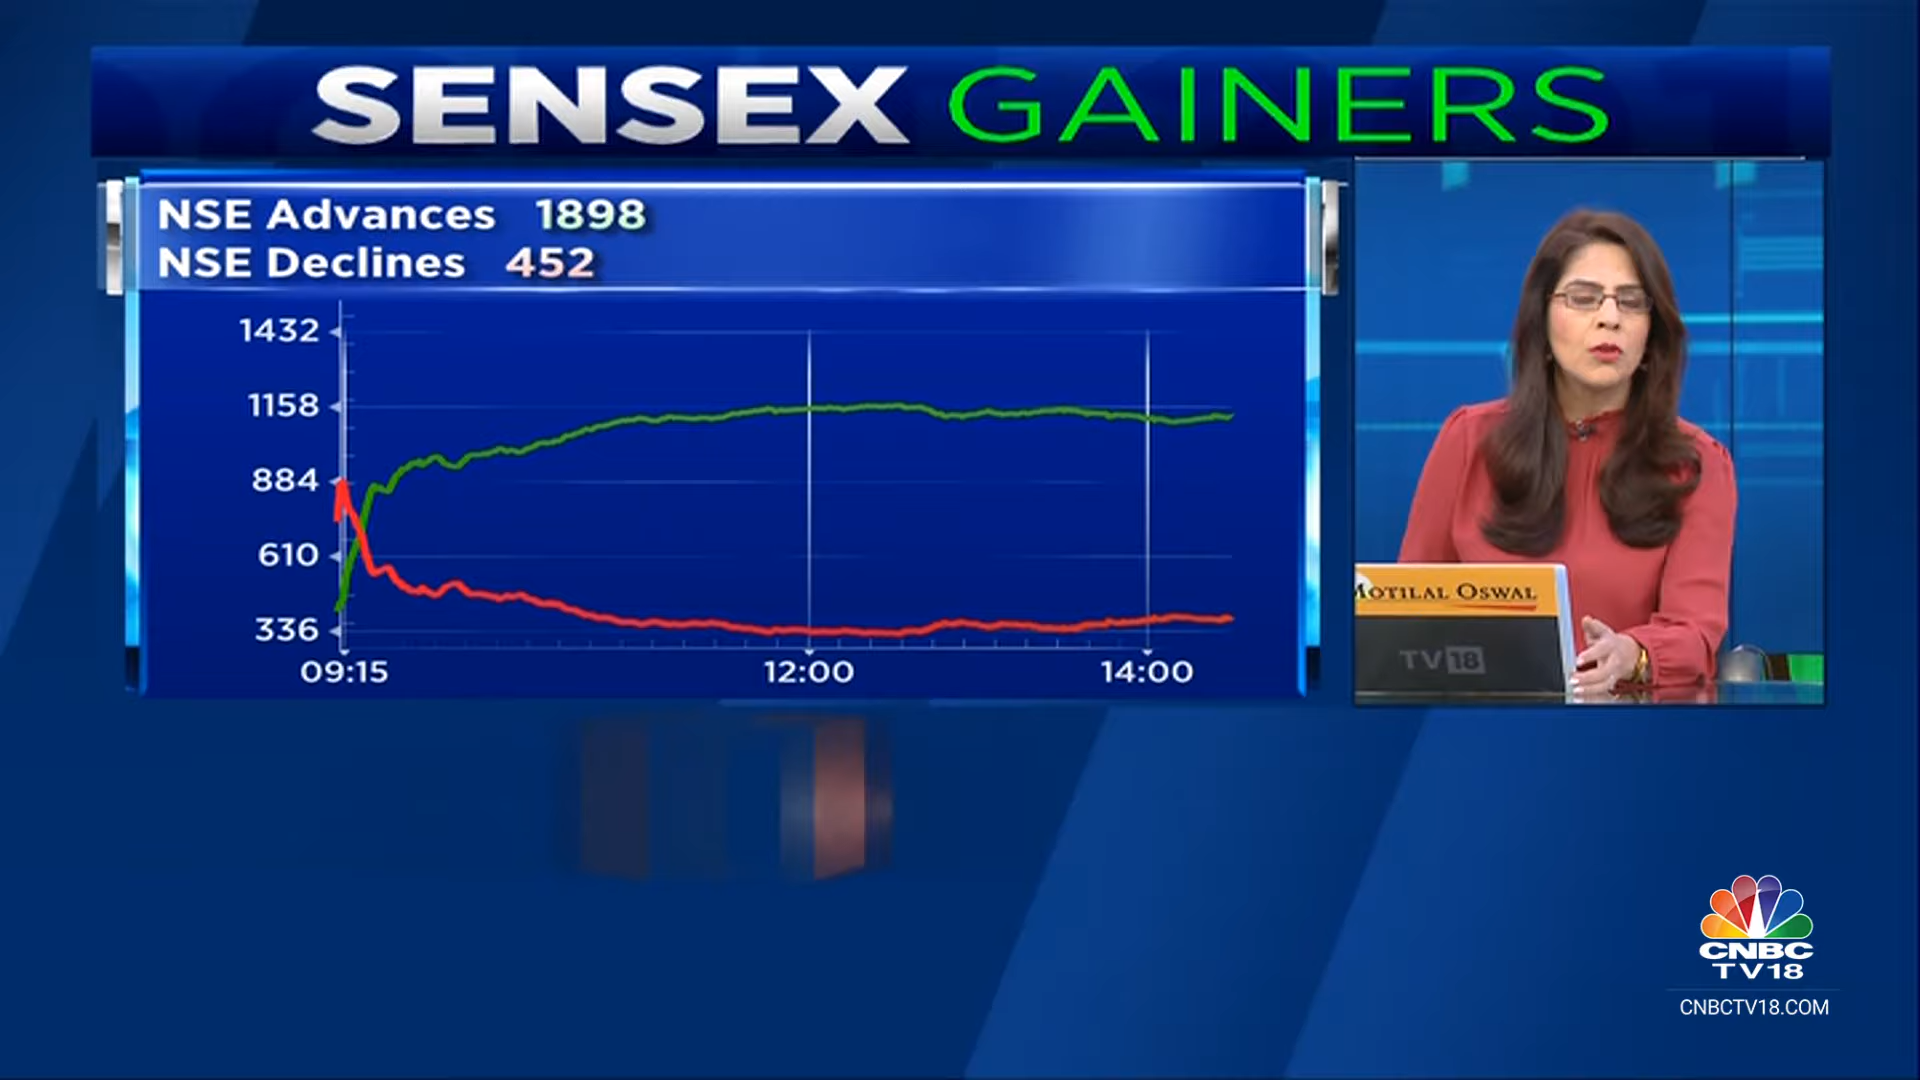 SENSEX GAINERS
NSE Advances 1898
NSE Declines 452
1432
1158
884
610
336
09:15 12:00 14:00
MOTILAL OSWAL
TV18
CNBC
TV18
CNBCTV18.COM